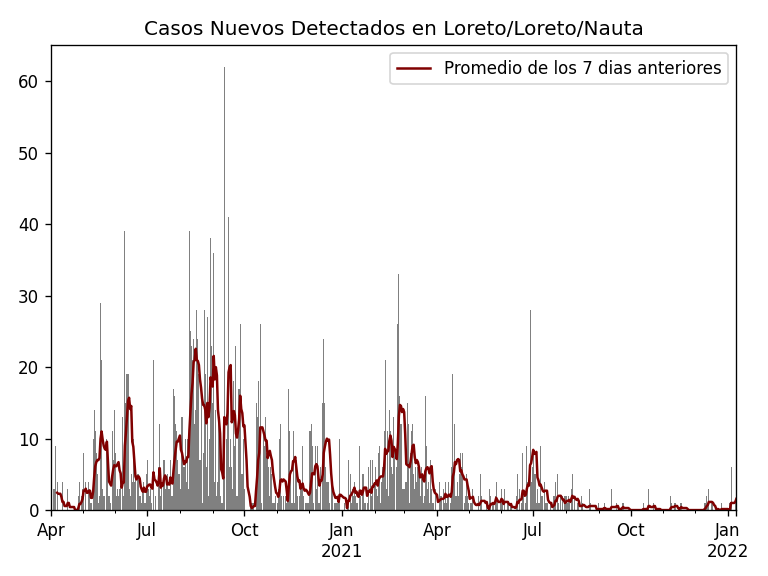 Casos Nuevos Detectados en Loreto/Loreto/Nauta
Promedio de los 7 dias anteriores
60
50
40
30
20
10
0
Apr Jul Oct Jan Apr Jul Oct Jan
2021 2022